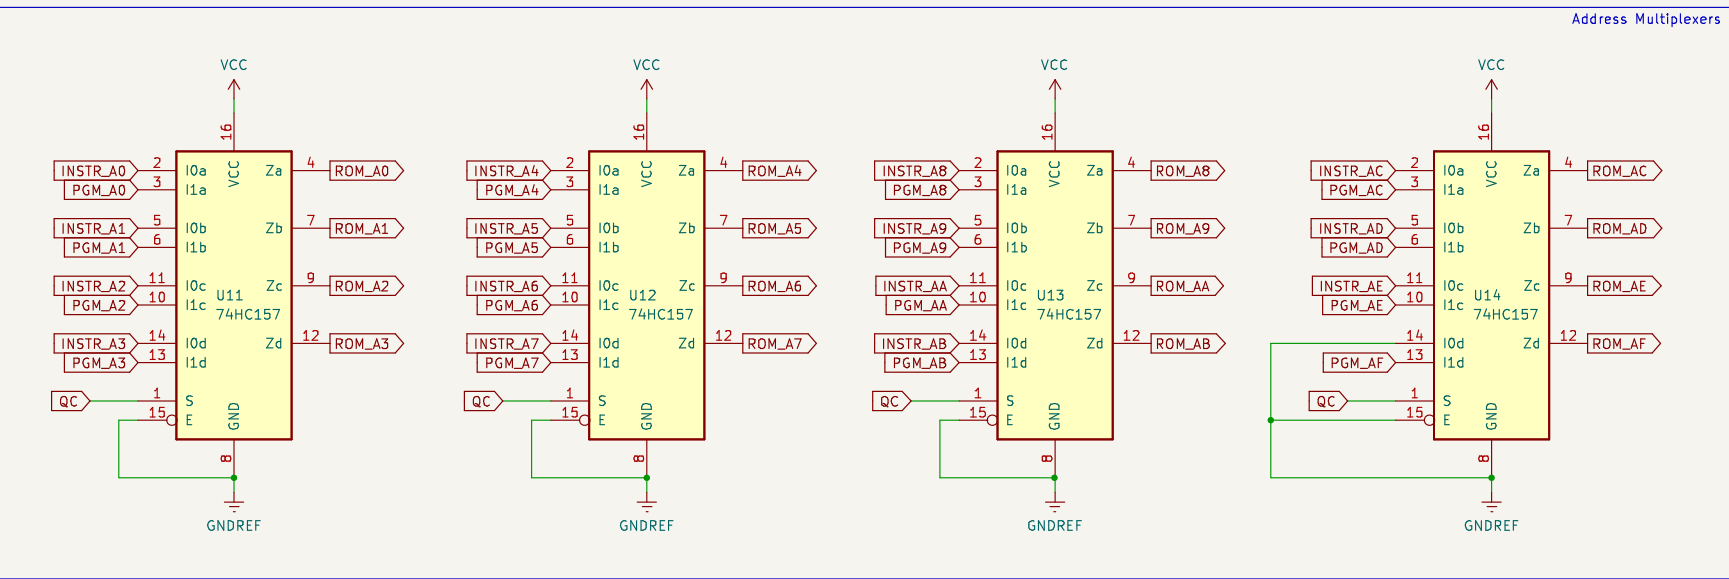 Address Multiplexers
VCC
16
INSTR_A0 2 I0a VCC Za 4 ROM_A0
PGM_A0 3 I1a
INSTR_A1 5 I0b Zb 7 ROM_A1
PGM_A1 6 I1b
INSTR_A2 11 I0c Zc 9 ROM_A2
U11
PGM_A2 10 I1c
74HC157
INSTR_A3 14 I0d Zd 12 ROM_A3
PGM_A3 13 I1d
QC 1 S
15 E GND
8
GNDREF
VCC
16
INSTR_A4 2 I0a VCC Za 4 ROM_A4
PGM_A4 3 I1a
INSTR_A5 5 I0b Zb 7 ROM_A5
PGM_A5 6 I1b
INSTR_A6 11 I0c Zc 9 ROM_A6
U12
PGM_A6 10 I1c
74HC157
INSTR_A7 14 I0d Zd 12 ROM_A7
PGM_A7 13 I1d
QC 1 S
15 E GND
8
GNDREF
VCC
16
INSTR_A8 2 I0a VCC Za 4 ROM_A8
PGM_A8 3 I1a
INSTR_A9 5 I0b Zb 7 ROM_A9
PGM_A9 6 I1b
INSTR_AA 11 I0c Zc 9 ROM_AA
U13
PGM_AA 10 I1c
74HC157
INSTR_AB 14 I0d Zd 12 ROM_AB
PGM_AB 13 I1d
QC 1 S
15 E GND
8
GNDREF
VCC
16
INSTR_AC 2 I0a VCC Za 4 ROM_AC
PGM_AC 3 I1a
INSTR_AD 5 I0b Zb 7 ROM_AD
PGM_AD 6 I1b
INSTR_AE 11 I0c Zc 9 ROM_AE
U14
PGM_AE 10 I1c
74HC157
14 I0d Zd 12 ROM_AF
PGM_AF 13 I1d
QC 1 S
15 E GND
8
GNDREF